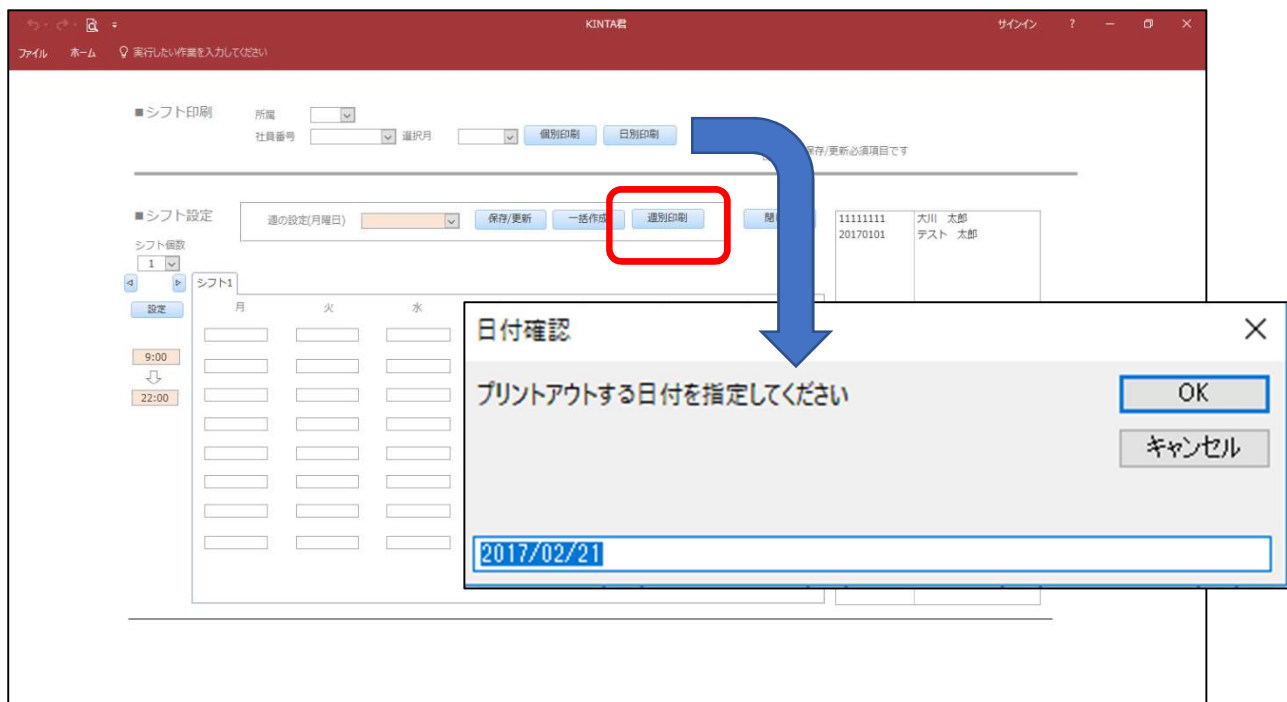 KINTA君
サインイン ?
ファイル ホーム 実行したい作業を入力してください
■シフト印刷 所属
社員番号 選択月 個別印刷 日別印刷
保存/更新必須項目です
■シフト設定 週の設定(月曜日) 保存/更新 一括作成 週別印刷 閉
シフト個数
1
シフト1
設定
月 火 水
9:00
22:00
11111111 大川 太郎
20170101 テスト 太郎
日付確認
プリントアウトする日付を指定してください
OK
キャンセル
2017/02/21